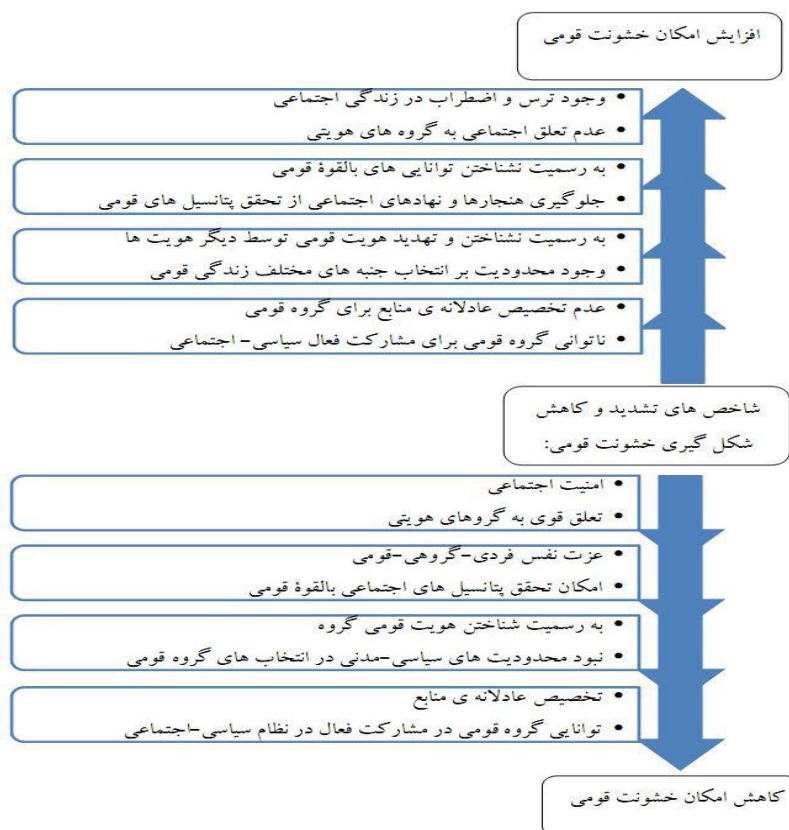 افزایش امکان خشونت قومی
• وجود ترس و اضطراب در زندگی اجتماعی
• عدم تعلق اجتماعی به گروه های هویتی
• به رسمیت نشناختن توانایی های بالقوۀ قومی
• جلوگیری هنجارها و نهادهای اجتماعی از تحقق پتانسیل های قومی
• به رسمیت نشناختن و تهدید هویت قومی توسط دیگر هویت ها
• وجود محدودیت بر انتخاب جنبه های مختلف زندگی قومی
• عدم تخصیص عادلانه ی منابع برای گروه قومی
• ناتوانی گروه قومی برای مشارکت فعال سیاسی- اجتماعی
شاخص های تشدید و کاهش
شکل گیری خشونت قومی:
• امنیت اجتماعی
• تعلق قوی به گروهای هویتی
• عزت نفس فردی-گروهی-قومی
• امکان تحقق پتانسیل های اجتماعی بالقوۀ قومی
• به رسمیت شناختن هویت قومی گروه
• نبود محدودیت های سیاسی-مدنی در انتخاب های گروه قومی
• تخصیص عادلانه ی منابع
• توانایی گروه قومی در مشارکت فعال در نظام سیاسی-اجتماعی
کاهش امکان خشونت قومی